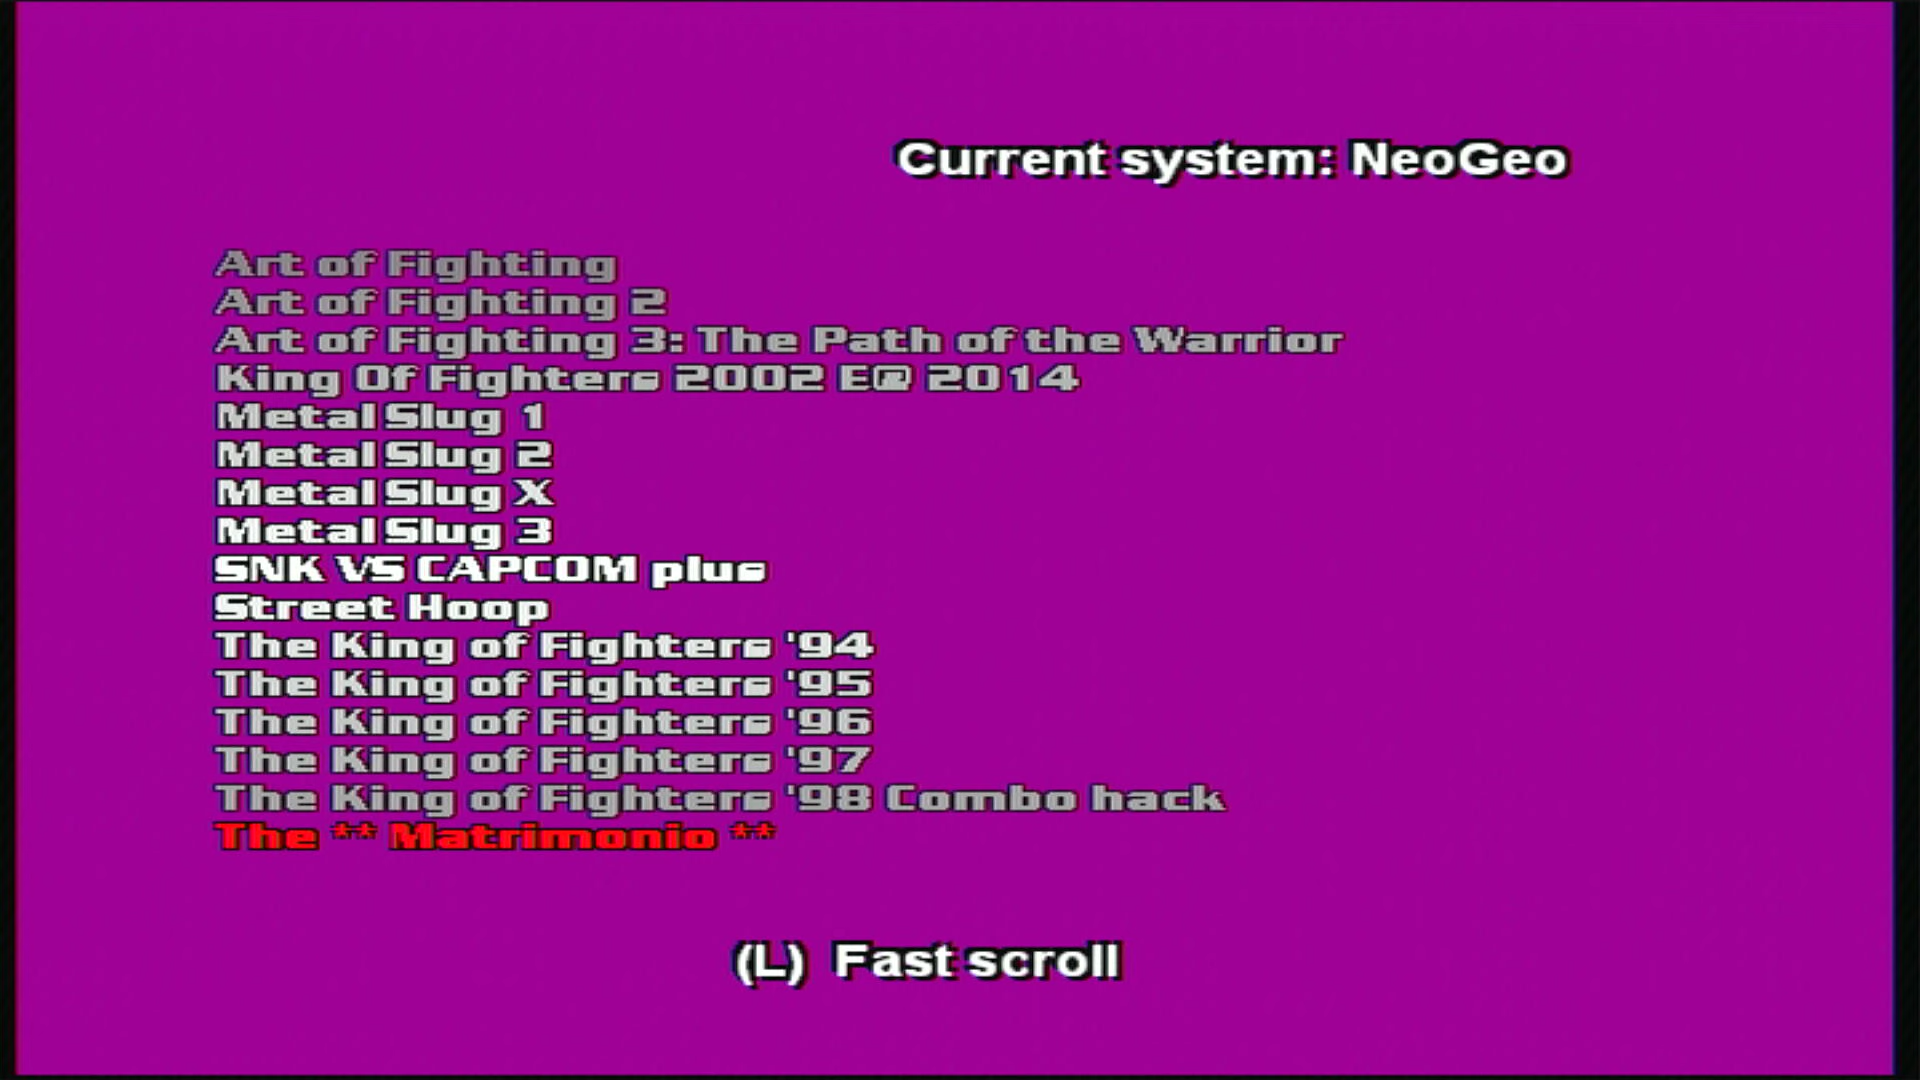 Current system: NeoGeo
Art of Fighting
Art of Fighting 2
Art of Fighting 3: The Path of the Warrior
King Of Fighters 2002 E@ 2014
Metal Slug 1
Metal Slug 2
Metal Slug X
Metal Slug 3
SNK VS CAPCOM plus
Street Hoop
The King of Fighters '94
The King of Fighters '95
The King of Fighters '96
The King of Fighters '97
The King of Fighters '98 Combo hack
The ** Matrimonio **
(L) Fast scroll